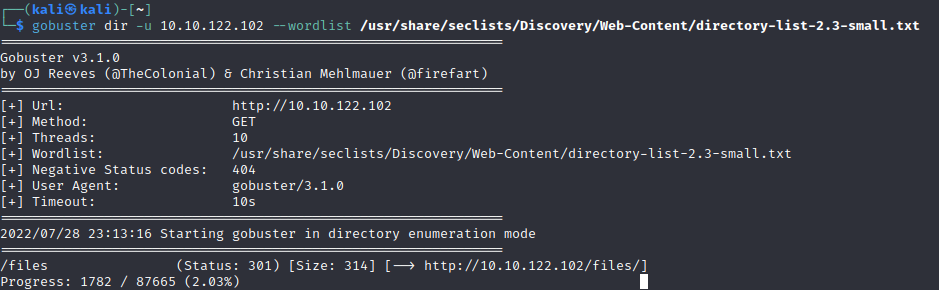 ┌──(kali㉿kali)-[~]
└─$ gobuster dir -u 10.10.122.102 --wordlist /usr/share/seclists/Discovery/Web-Content/directory-list-2.3-small.txt
===============================================================
Gobuster v3.1.0
by OJ Reeves (@TheColonial) & Christian Mehlmauer (@firefart)
===============================================================
[+] Url:                     http://10.10.122.102
[+] Method:                  GET
[+] Threads:                 10
[+] Wordlist:                /usr/share/seclists/Discovery/Web-Content/directory-list-2.3-small.txt
[+] Negative Status codes:   404
[+] User Agent:              gobuster/3.1.0
[+] Timeout:                 10s
===============================================================
2022/07/28 23:13:16 Starting gobuster in directory enumeration mode
===============================================================
/files                (Status: 301) [Size: 314] [--> http://10.10.122.102/files/]
Progress: 1782 / 87665 (2.03%)